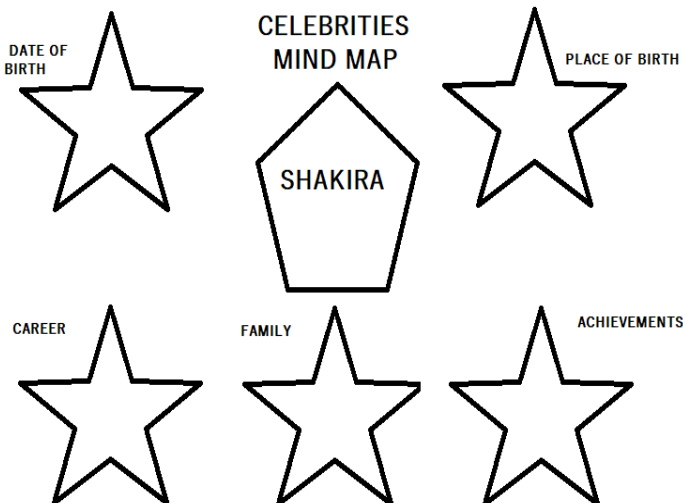 CELEBRITIES
MIND MAP
DATE OF
BIRTH
PLACE OF BIRTH
SHAKIRA
CAREER
FAMILY
ACHIEVEMENTS